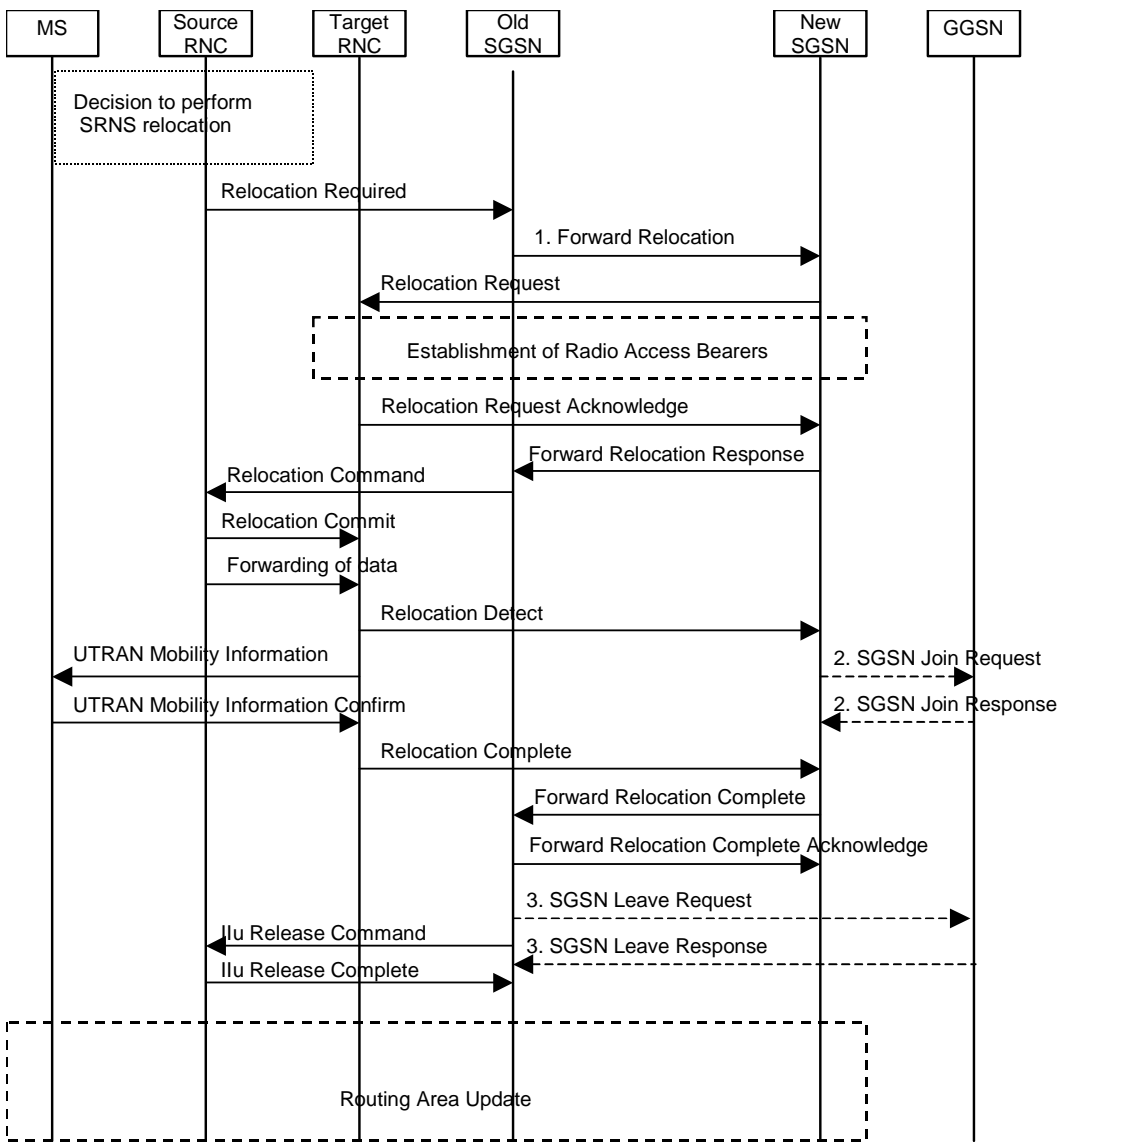 MS
Source
RNC
Target
RNC
Old
SGSN
New
SGSN
GGSN
Decision to perform
SRNS relocation
Relocation Required
1. Forward Relocation
Relocation Request
Establishment of Radio Access Bearers
Relocation Request Acknowledge
Forward Relocation Response
Relocation Command
Relocation Commit
Forwarding of data
Relocation Detect
UTRAN Mobility Information
2. SGSN Join Request
UTRAN Mobility Information Confirm
2. SGSN Join Response
Relocation Complete
Forward Relocation Complete
Forward Relocation Complete Acknowledge
3. SGSN Leave Request
IIu Release Command
3. SGSN Leave Response
IIu Release Complete
Routing Area Update